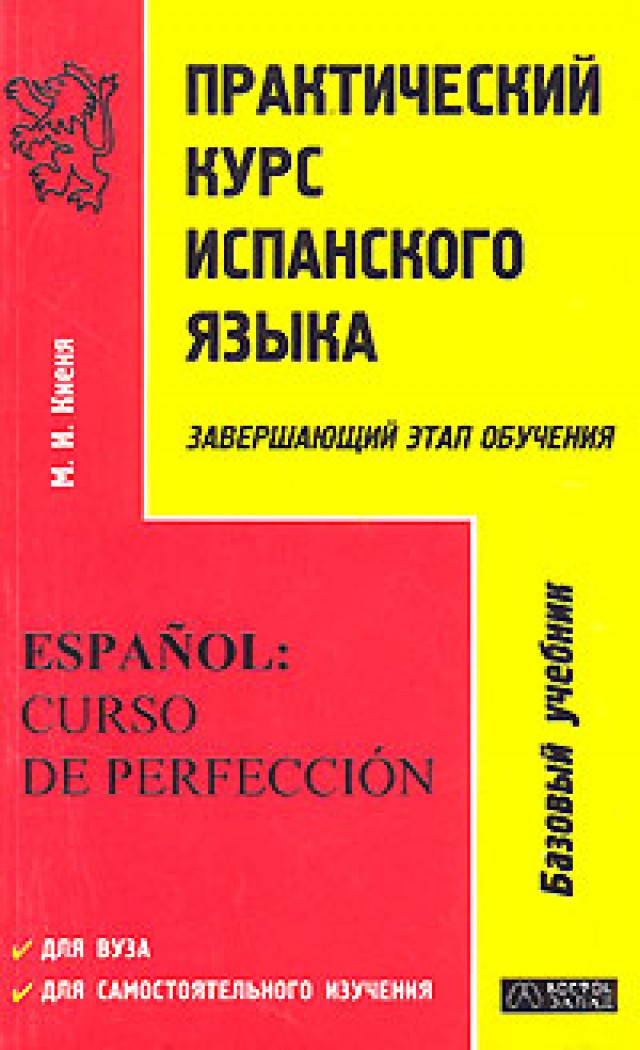 ПРАКТИЧЕСКИЙ
КУРС
ИСПАНСКОГО
ЯЗЫКА
ЗАВЕРШАЮЩИЙ ЭТАП ОБУЧЕНИЯ
М. И. Киеня
ESPAÑOL:
CURSO
DE PERFECCIÓN
Базовый учебник
ДЛЯ ВУЗА
ДЛЯ САМОСТОЯТЕЛЬНОГО ИЗУЧЕНИЯ
ВОСТОК
ЗАПАД